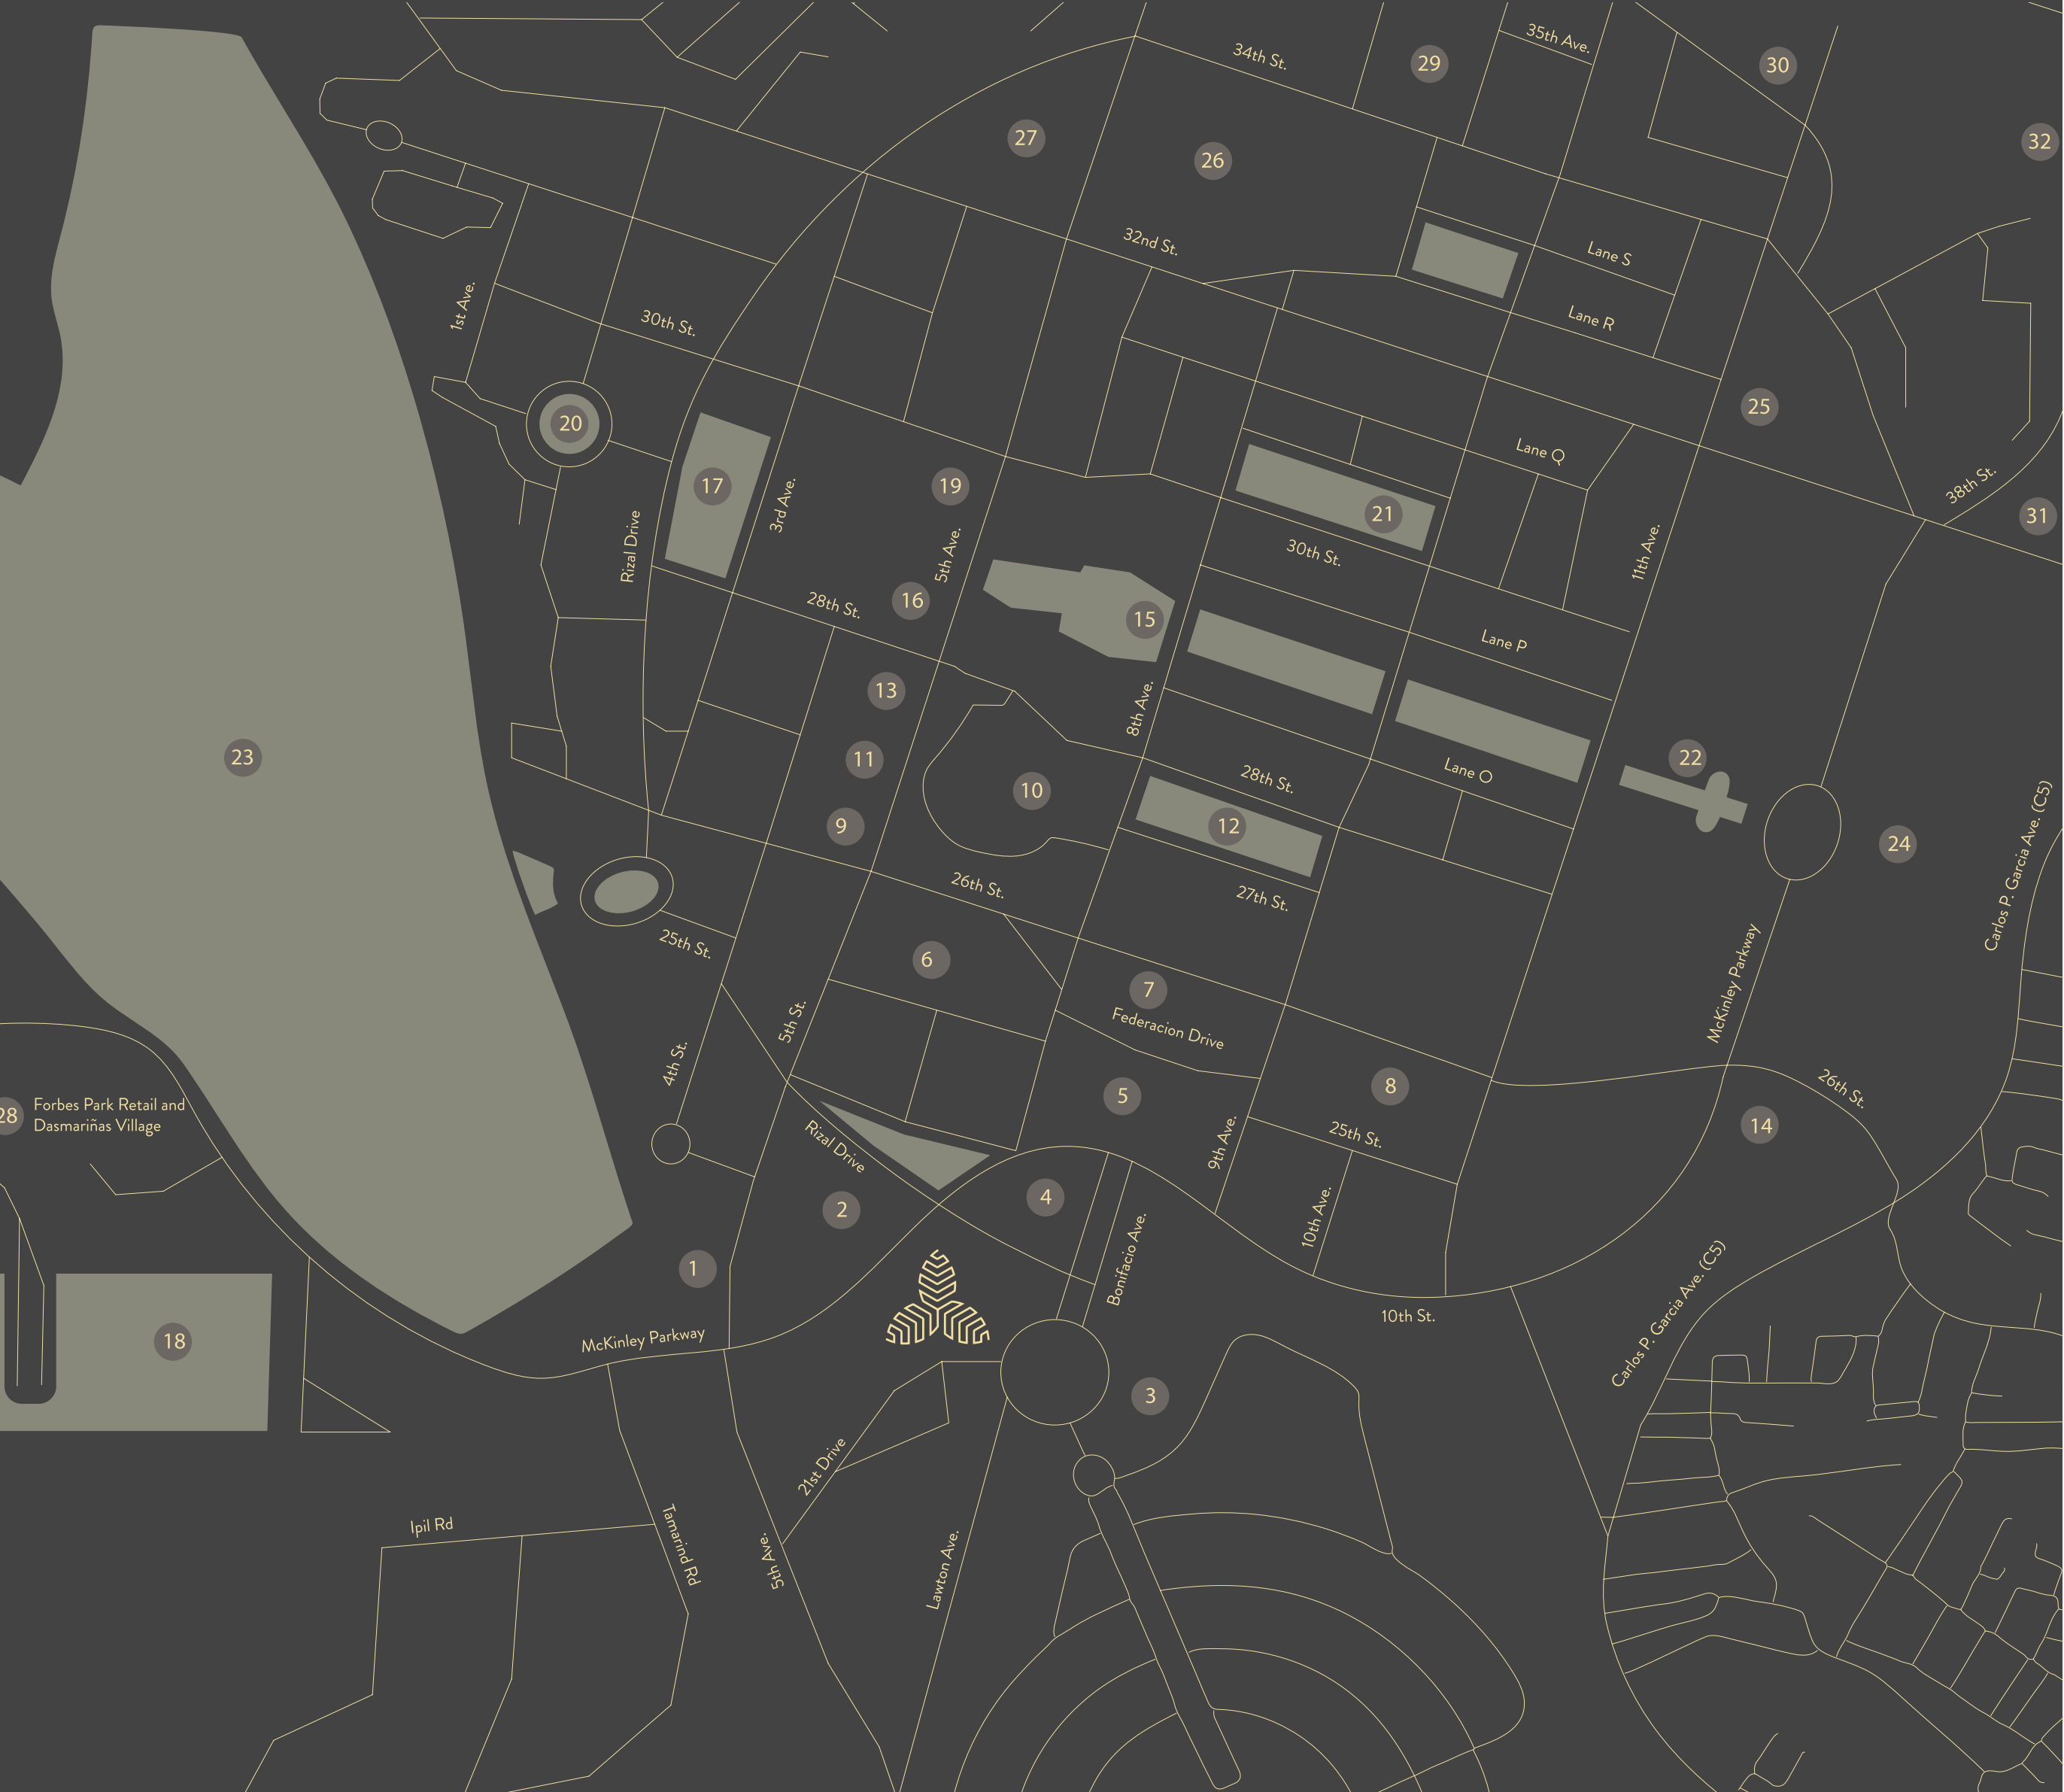 35th Ave.
34th St.
29
30
27
26
32
32nd St.
Lane S
1st Ave.
30th St.
Lane R
25
20
Lane Q
17
19
3rd Ave.
38th St.
21
31
Rizal Drive
5th Ave.
30th St.
11th Ave.
28th St.
16
15
Lane P
13
8th Ave.
23
11
22
28th St.
Lane O
10
9
12
24
Carlos P. Garcia Ave. (C5)
26th St.
27th St.
25th St.
6
7
McKinley Parkway
Federacion Drive
5th St.
4th St.
5
8
26th St.
28
Forbes Park Retail and
Dasmariñas Village
14
Rizal Drive
9th Ave.
25th St.
2
4
10th Ave.
1
Bonifacio Ave.
Carlos P. Garcia Ave. (C5)
18
McKinley Parkway
10th St.
3
21st Drive
Ipil Rd
Tamarind Rd
5th Ave.
Lawton Ave.